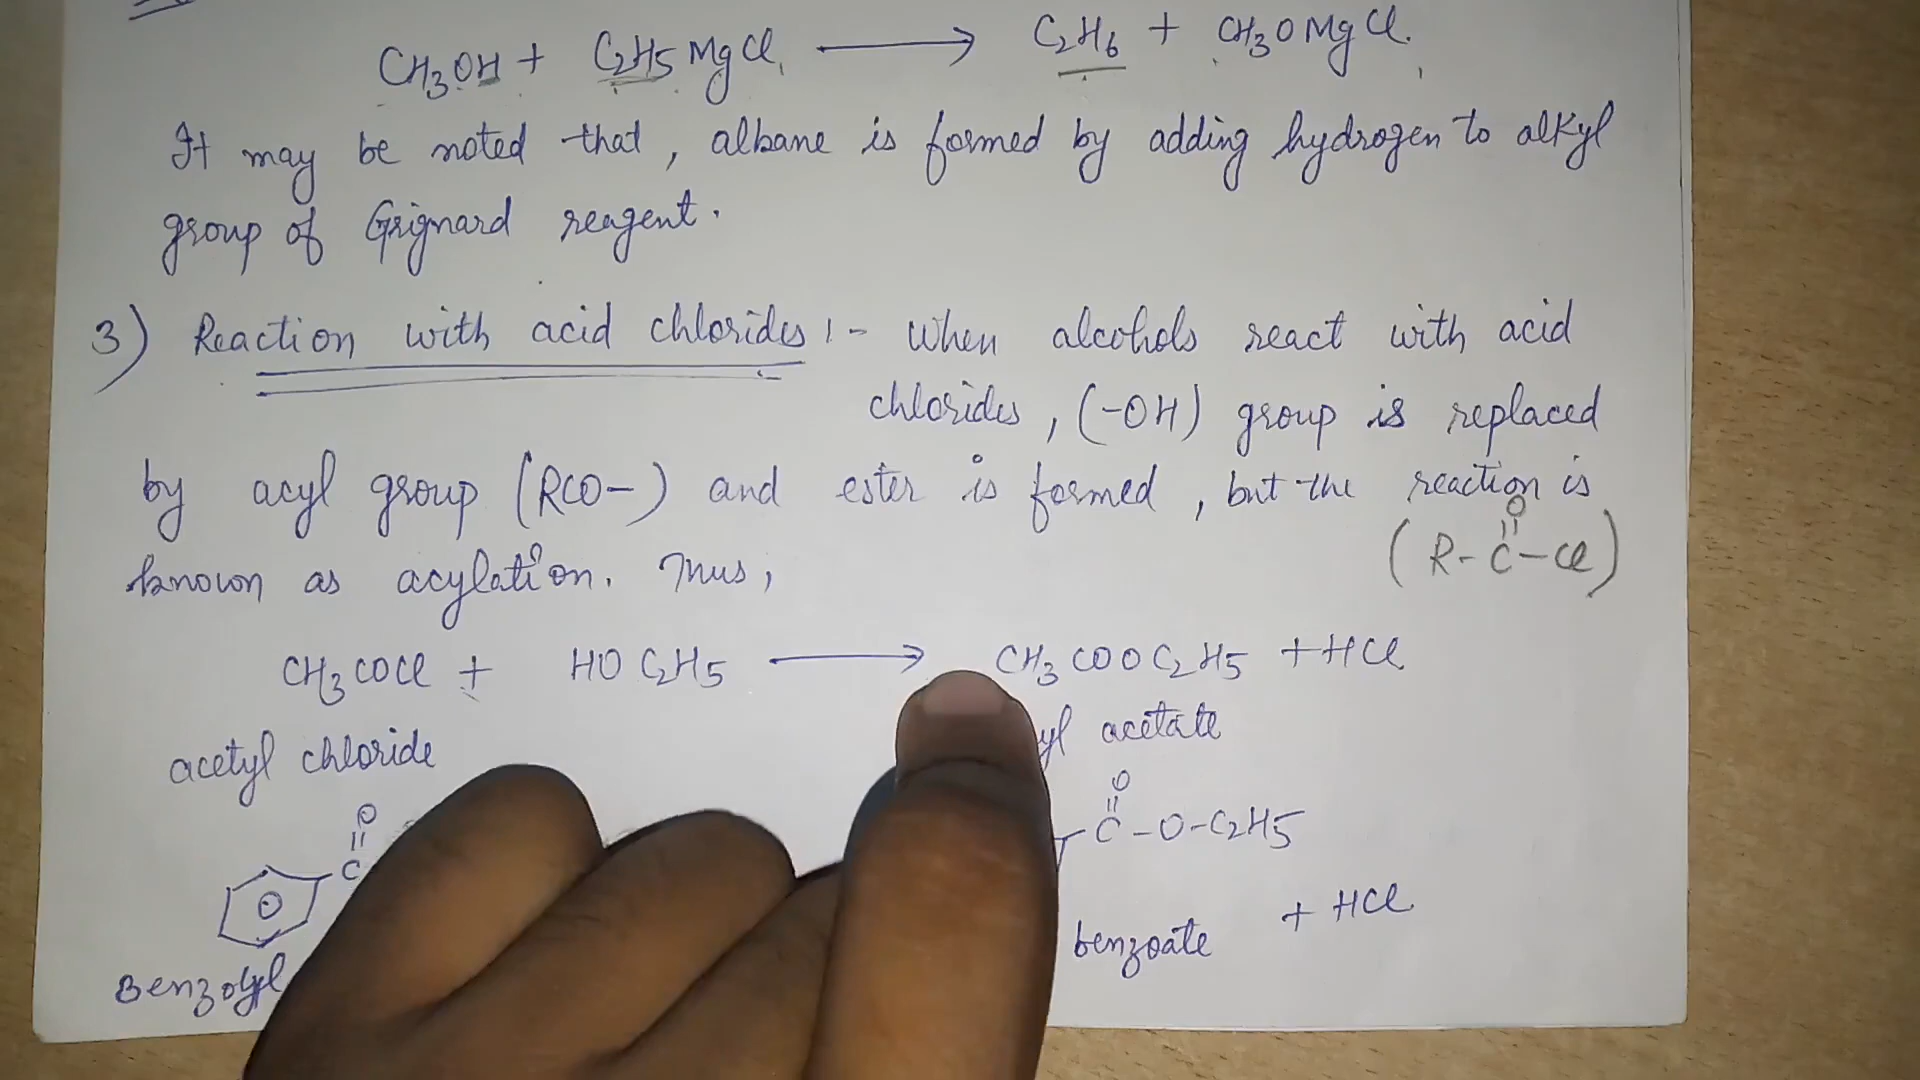 CH3OH + C2H5MgCl ⟶ C2H6 + CH3OMgCl.
It may be noted that, alkane is formed by adding hydrogen to alkyl
group of Grignard reagent.
3) Reaction with acid chlorides :- When alcohols react with acid
chlorides, (-OH) group is replaced
by acyl group (RCO-) and ester is formed, but the reaction is
known as acylation. Thus,
O
(R-C-Cl)
CH3COCl + HOC2H5 ⟶ CH3COOC2H5 + HCl
acetyl chloride
acetate
O
O
C
C-O-C2H5
+ HCl
Benzolyl
benzoate